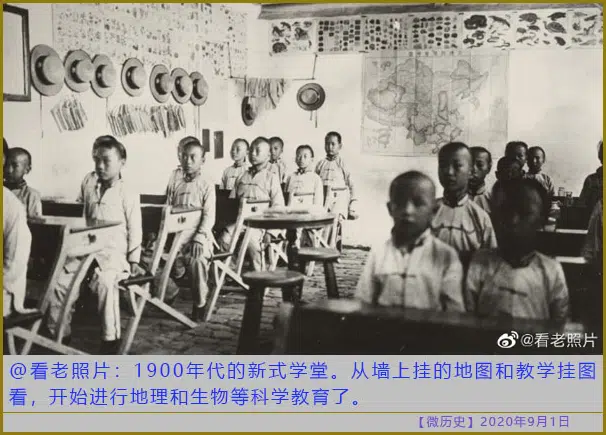 @看老照片
@看老照片：1900年代的新式学堂。从墙上挂的地图和教学挂图
看，开始进行地理和生物等科学教育了。
【微历史】2020年9月1日